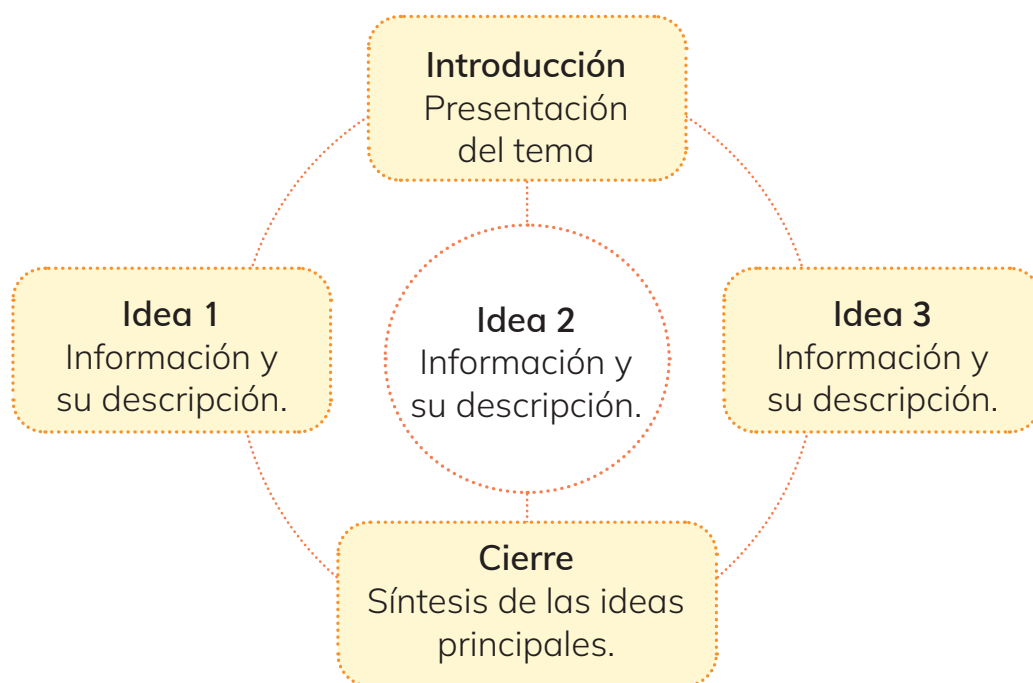 Introducción
Presentación
del tema
Idea 1
Información y
su descripción.
Idea 2
Información y
su descripción.
Idea 3
Información y
su descripción.
Cierre
Síntesis de las ideas
principales.